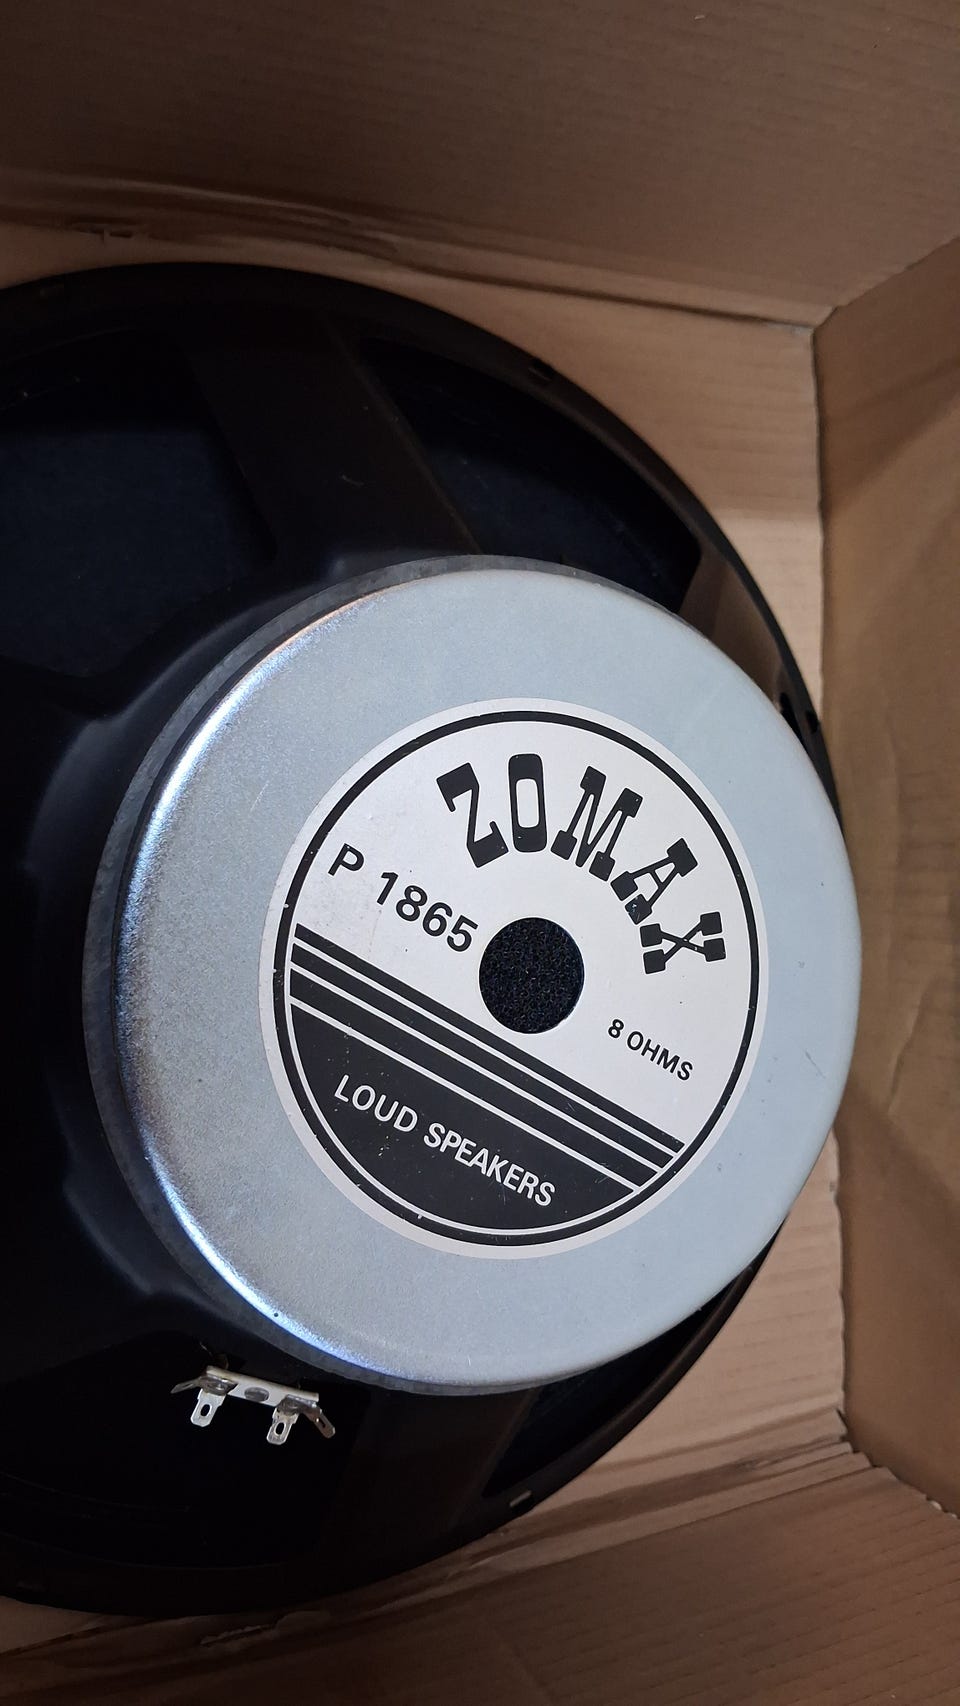 ZOMAX
P 1865
8 OHMS
LOUD SPEAKERS